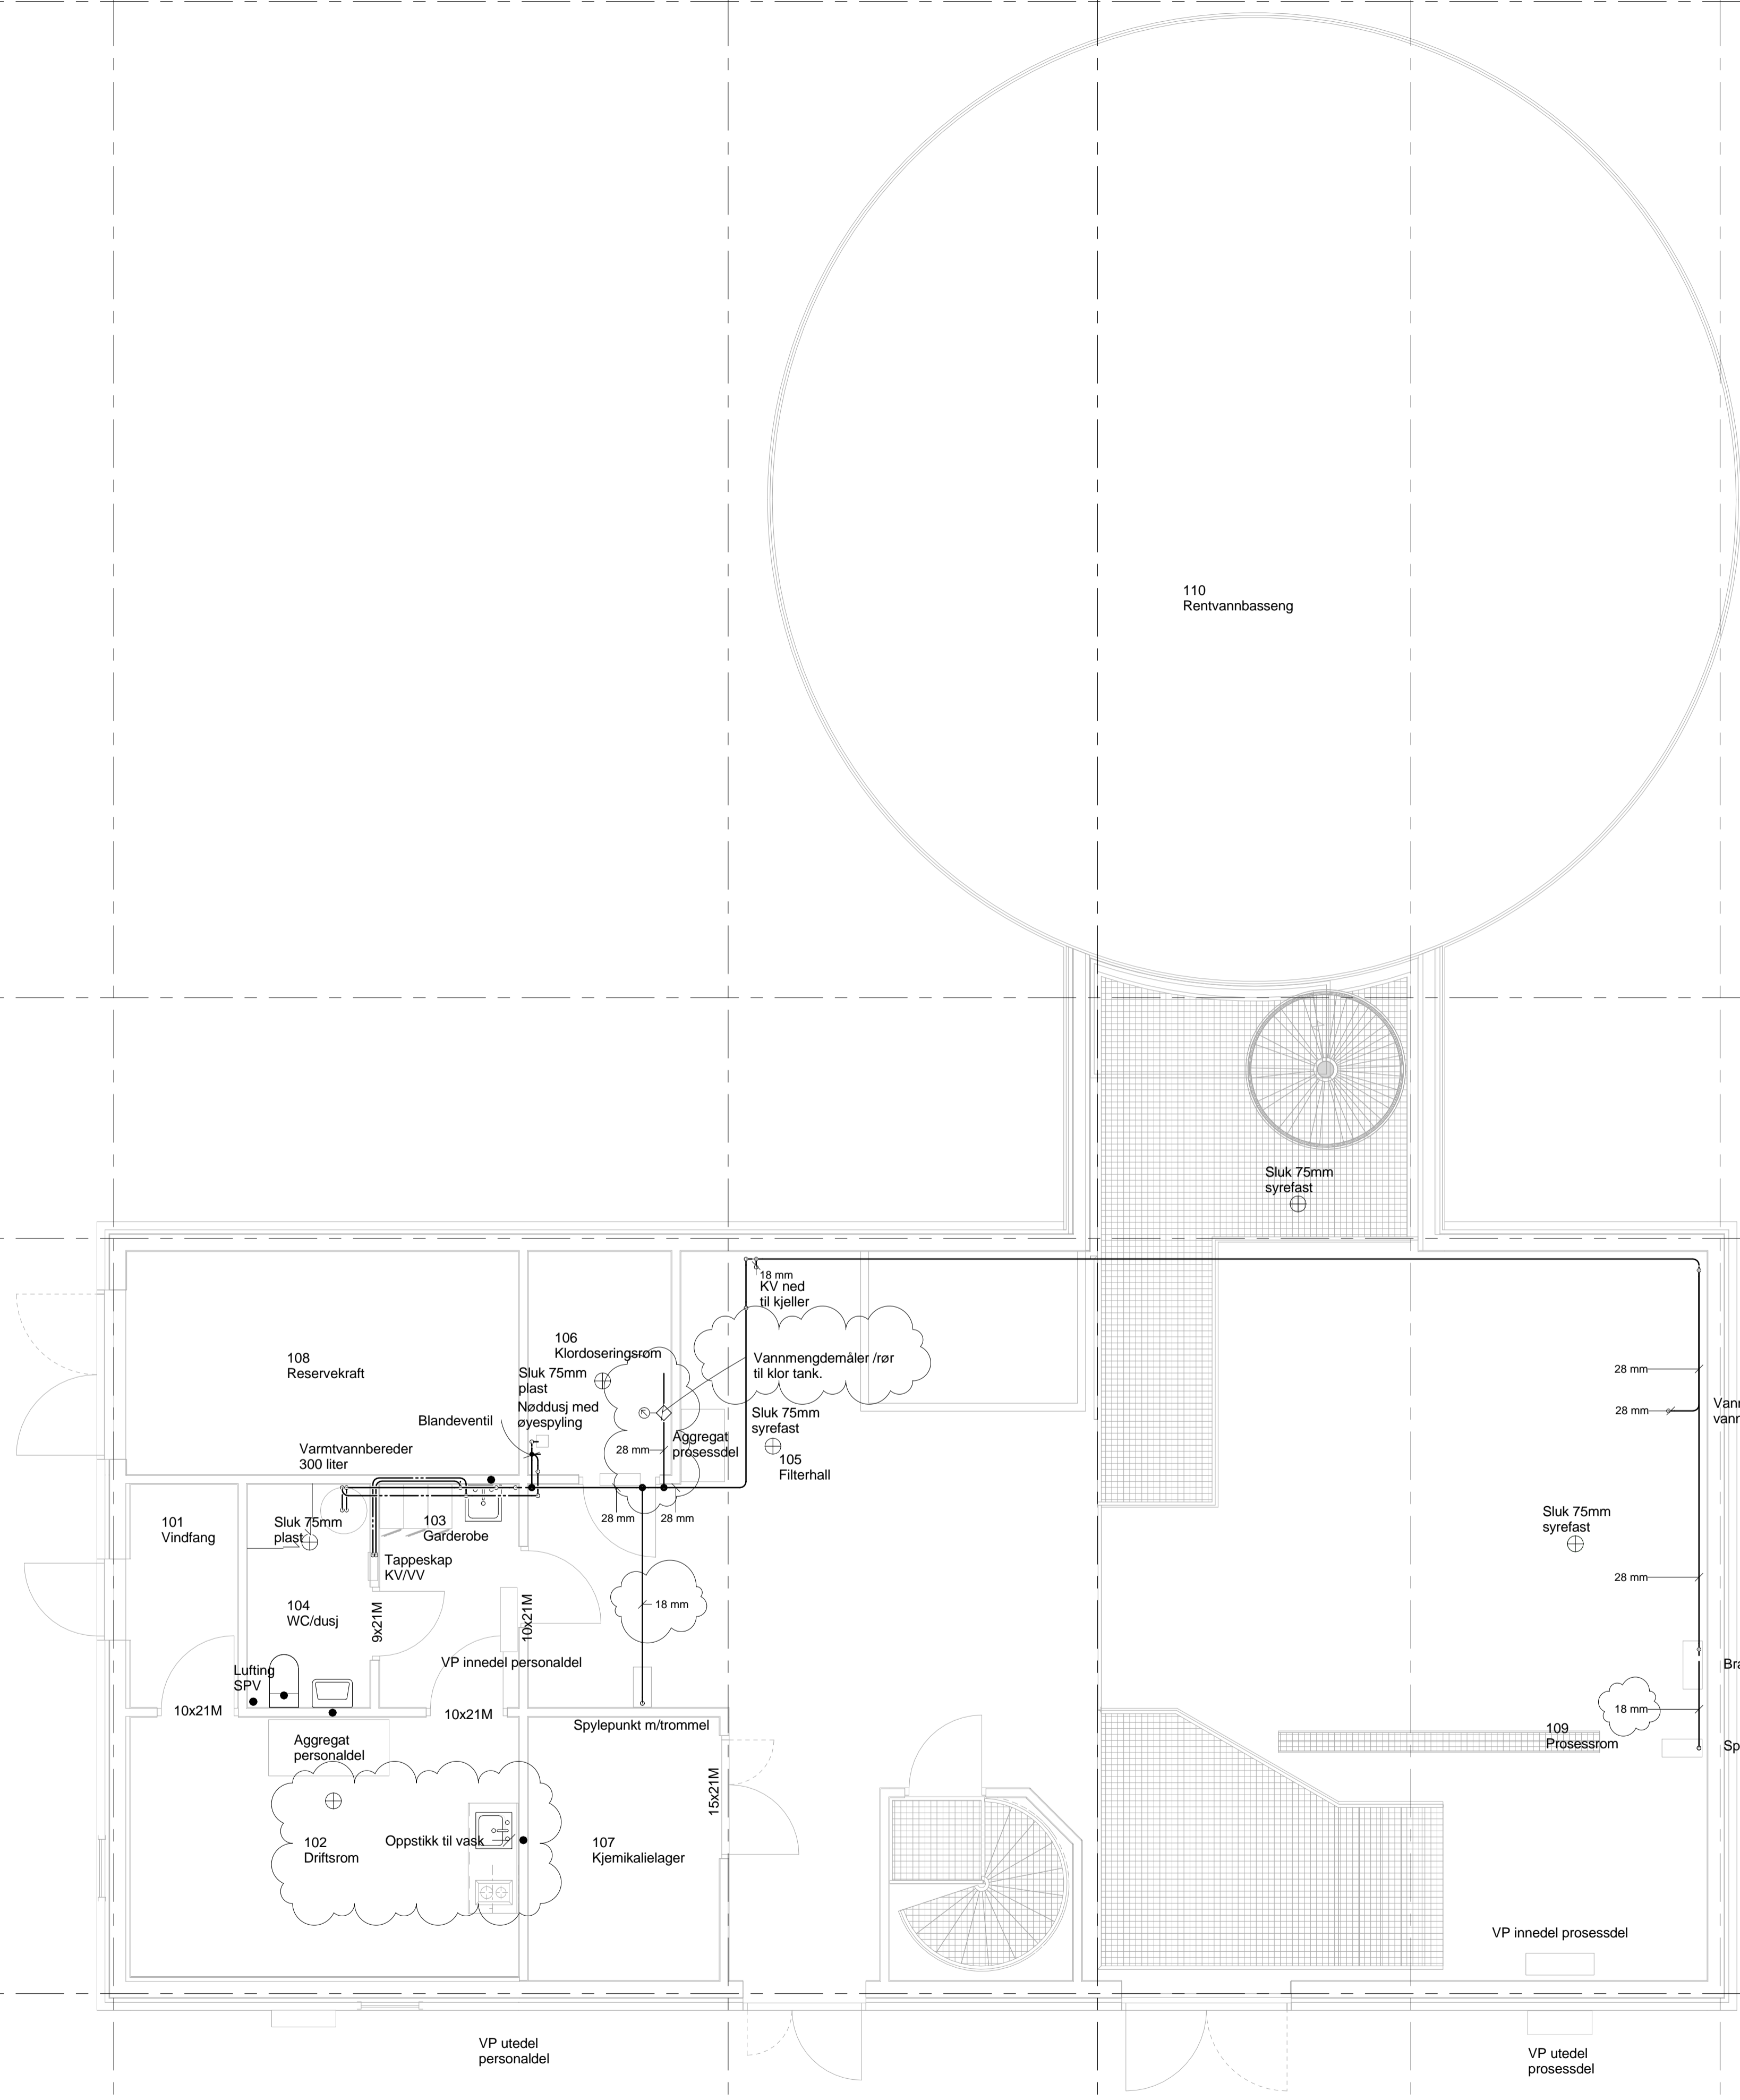 110
Rentvannbasseng
Sluk 75mm
syrefast
18 mm
KV ned
til kjeller
106
Klordoseringsrøm
108
Reservekraft
Vannmengdemåler /rør
til klor tank.
Sluk 75mm
plast
Nøddusj med
øyespyling
Blandeventil
Sluk 75mm
syrefast
28 mm
28 mm
Aggregat
prosessdel
28 mm
Varmtvannbereder
300 liter
105
Filterhall
101
Vindfang
Sluk 75mm
plast
103
Garderobe
28 mm
28 mm
Sluk 75mm
syrefast
Tappeskap
KV/VV
28 mm
104
WC/dusj
9x21M
10x21M
18 mm
Lufting
SPV
VP innedel personaldel
10x21M
10x21M
18 mm
Spylepunkt m/trommel
109
Prosessrom
Aggregat
personaldel
15x21M
102
Driftsrom
Oppstikk til vask
107
Kjemikalielager
VP innedel prosessdel
VP utedel
personaldel
VP utedel
prosessdel